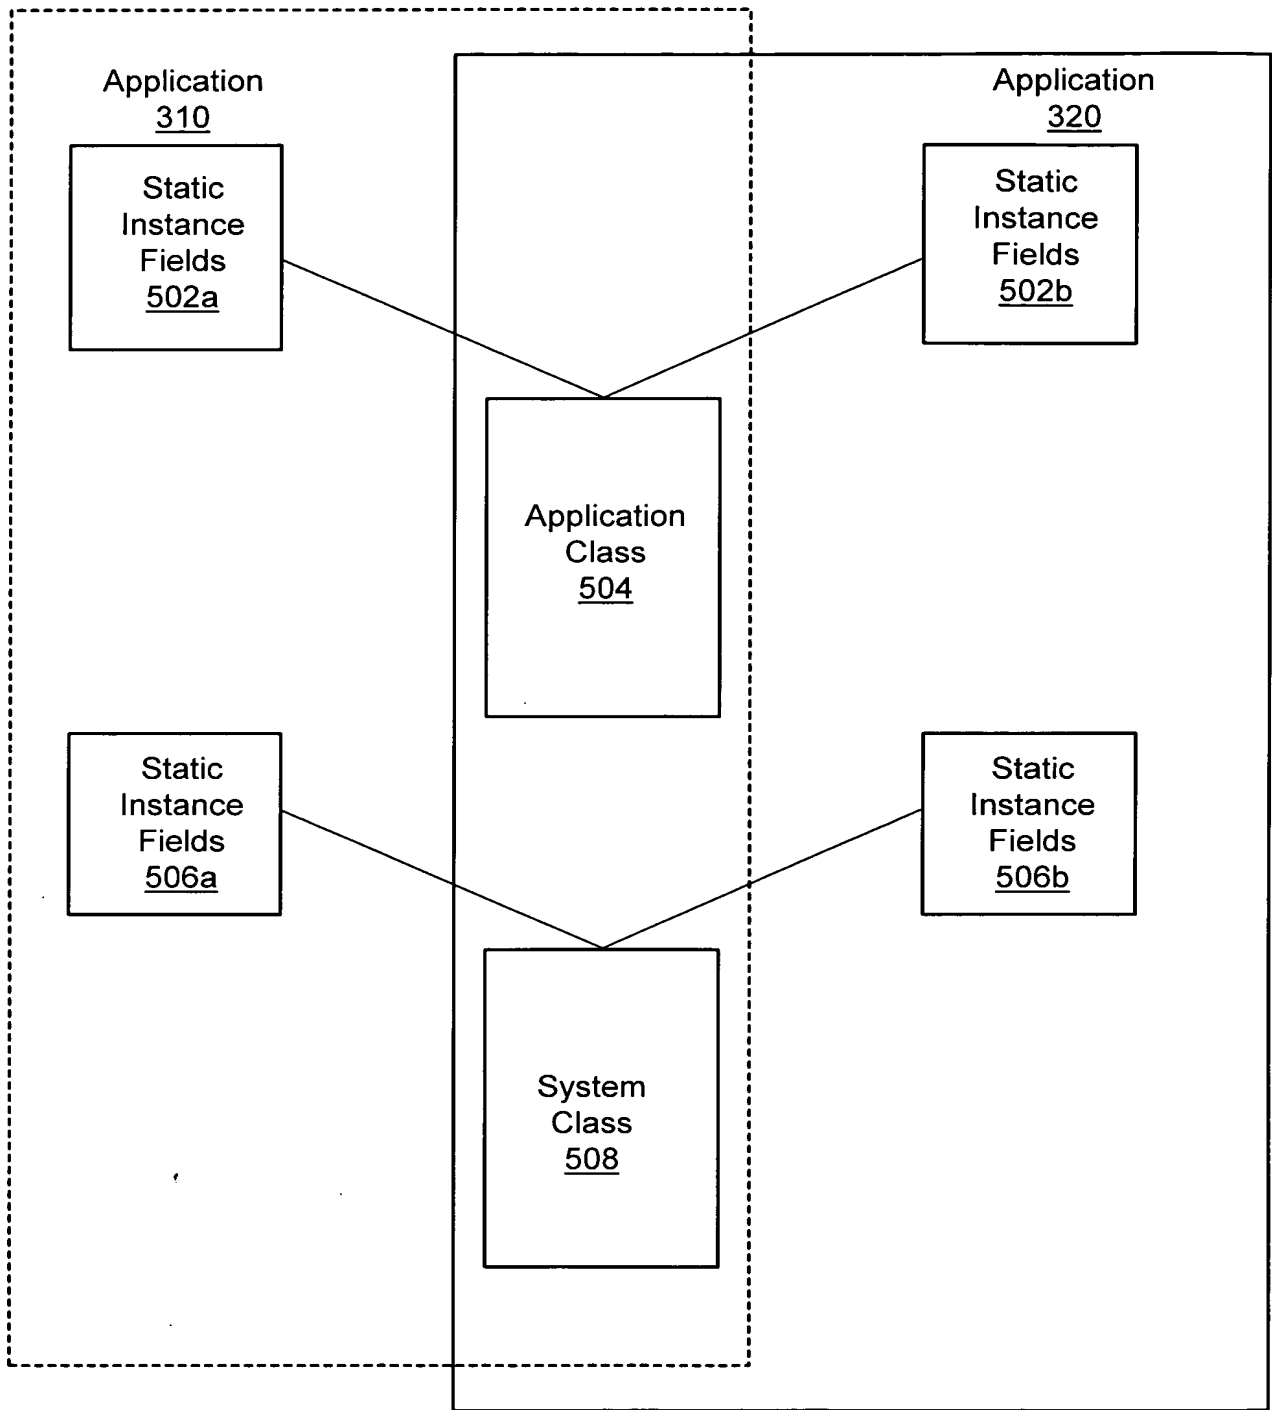 Application
310
Application
320
Static
Instance
Fields
502a
Static
Instance
Fields
502b
Application
Class
504
Static
Instance
Fields
506a
Static
Instance
Fields
506b
System
Class
508